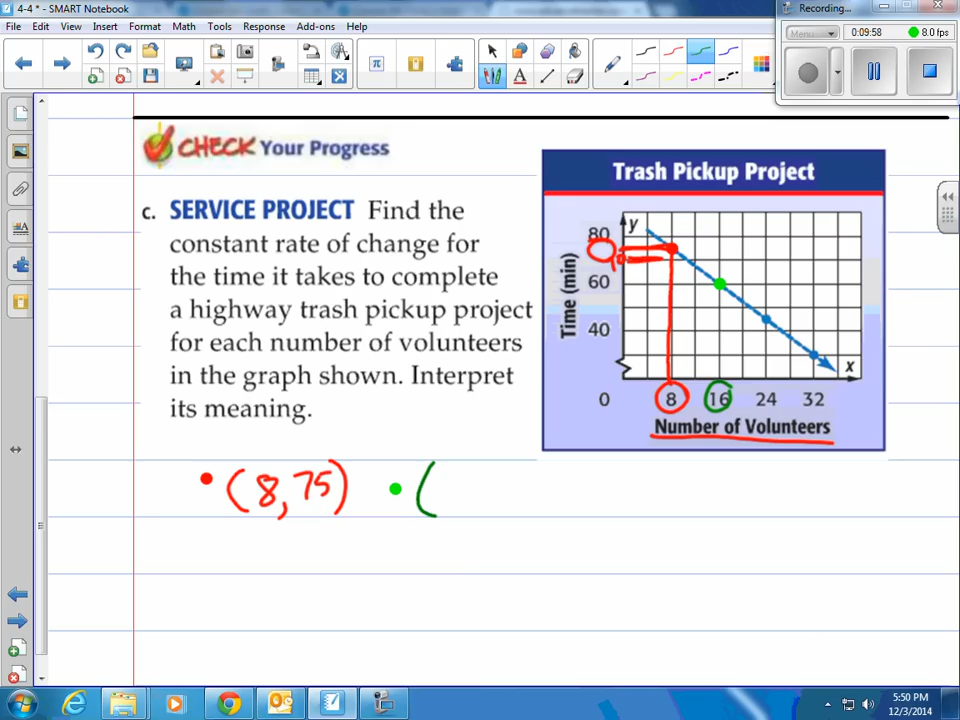 4-4 * - SMART Notebook
Recording...
File Edit View Insert Format Math Tools Response Add-ons Help
Menu 0:09:58 8.0 fps
CHECK Your Progress
c. SERVICE PROJECT Find the
constant rate of change for
the time it takes to complete
a highway trash pickup project
for each number of volunteers
in the graph shown. Interpret
its meaning.
Trash Pickup Project
y
80
60
40
0
Time (min)
x
8 16 24 32
Number of Volunteers
• (8,75) • (
5:50 PM
12/3/2014